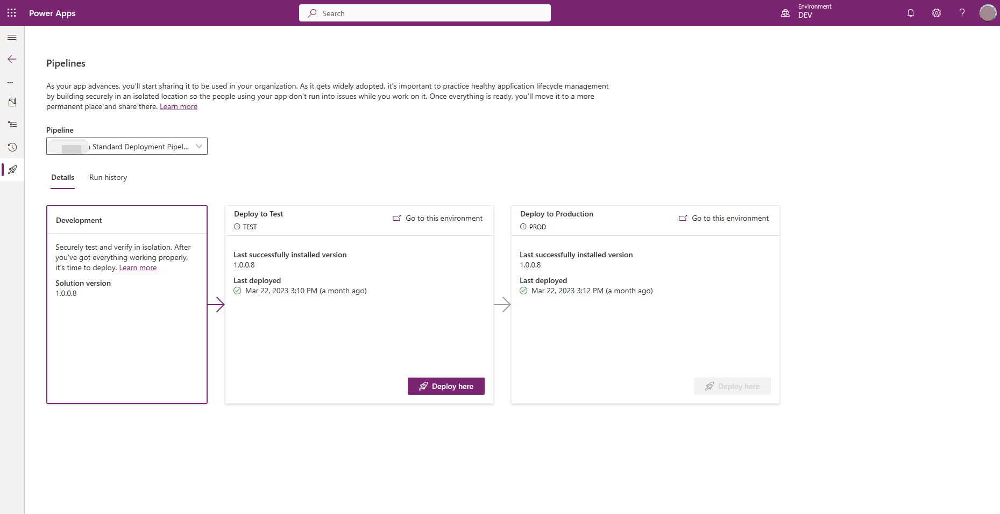 Power Apps
Search
Environment
DEV
Pipelines
As your app advances, you'll start sharing it to be used in your organization. As it gets widely adopted, it's important to practice healthy application lifecycle management
by building securely in an isolated location so the people using your app don't run into issues while you work on it. Once everything is ready, you'll move it to a more
permanent place and share there. Learn more
Pipeline
Standard Deployment Pipel...
Details
Run history
Development
Securely test and verify in isolation. After
you've got everything working properly,
it's time to deploy. Learn more
Solution version
1.0.0.8
Deploy to Test
TEST
Go to this environment
Last successfully installed version
1.0.0.8
Last deployed
Mar 22, 2023 3:10 PM (a month ago)
Deploy here
Deploy to Production
PROD
Go to this environment
Last successfully installed version
1.0.0.8
Last deployed
Mar 22, 2023 3:12 PM (a month ago)
Deploy here